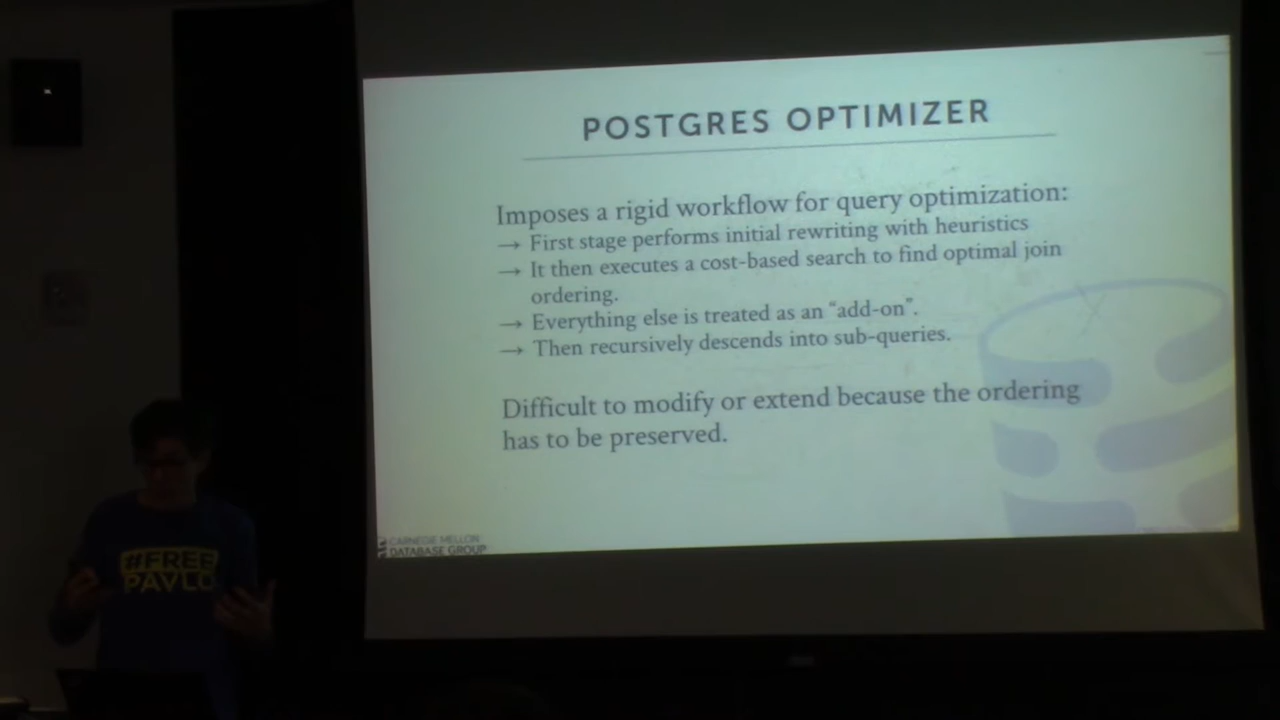 POSTGRES OPTIMIZER
Imposes a rigid workflow for query optimization:
→ First stage performs initial rewriting with heuristics
→ It then executes a cost-based search to find optimal join
ordering.
→ Everything else is treated as an “add-on”.
→ Then recursively descends into sub-queries.
Difficult to modify or extend because the ordering
has to be preserved.
CARNEGIE MELLON
DATABASE GROUP
#FREE
PAVLO